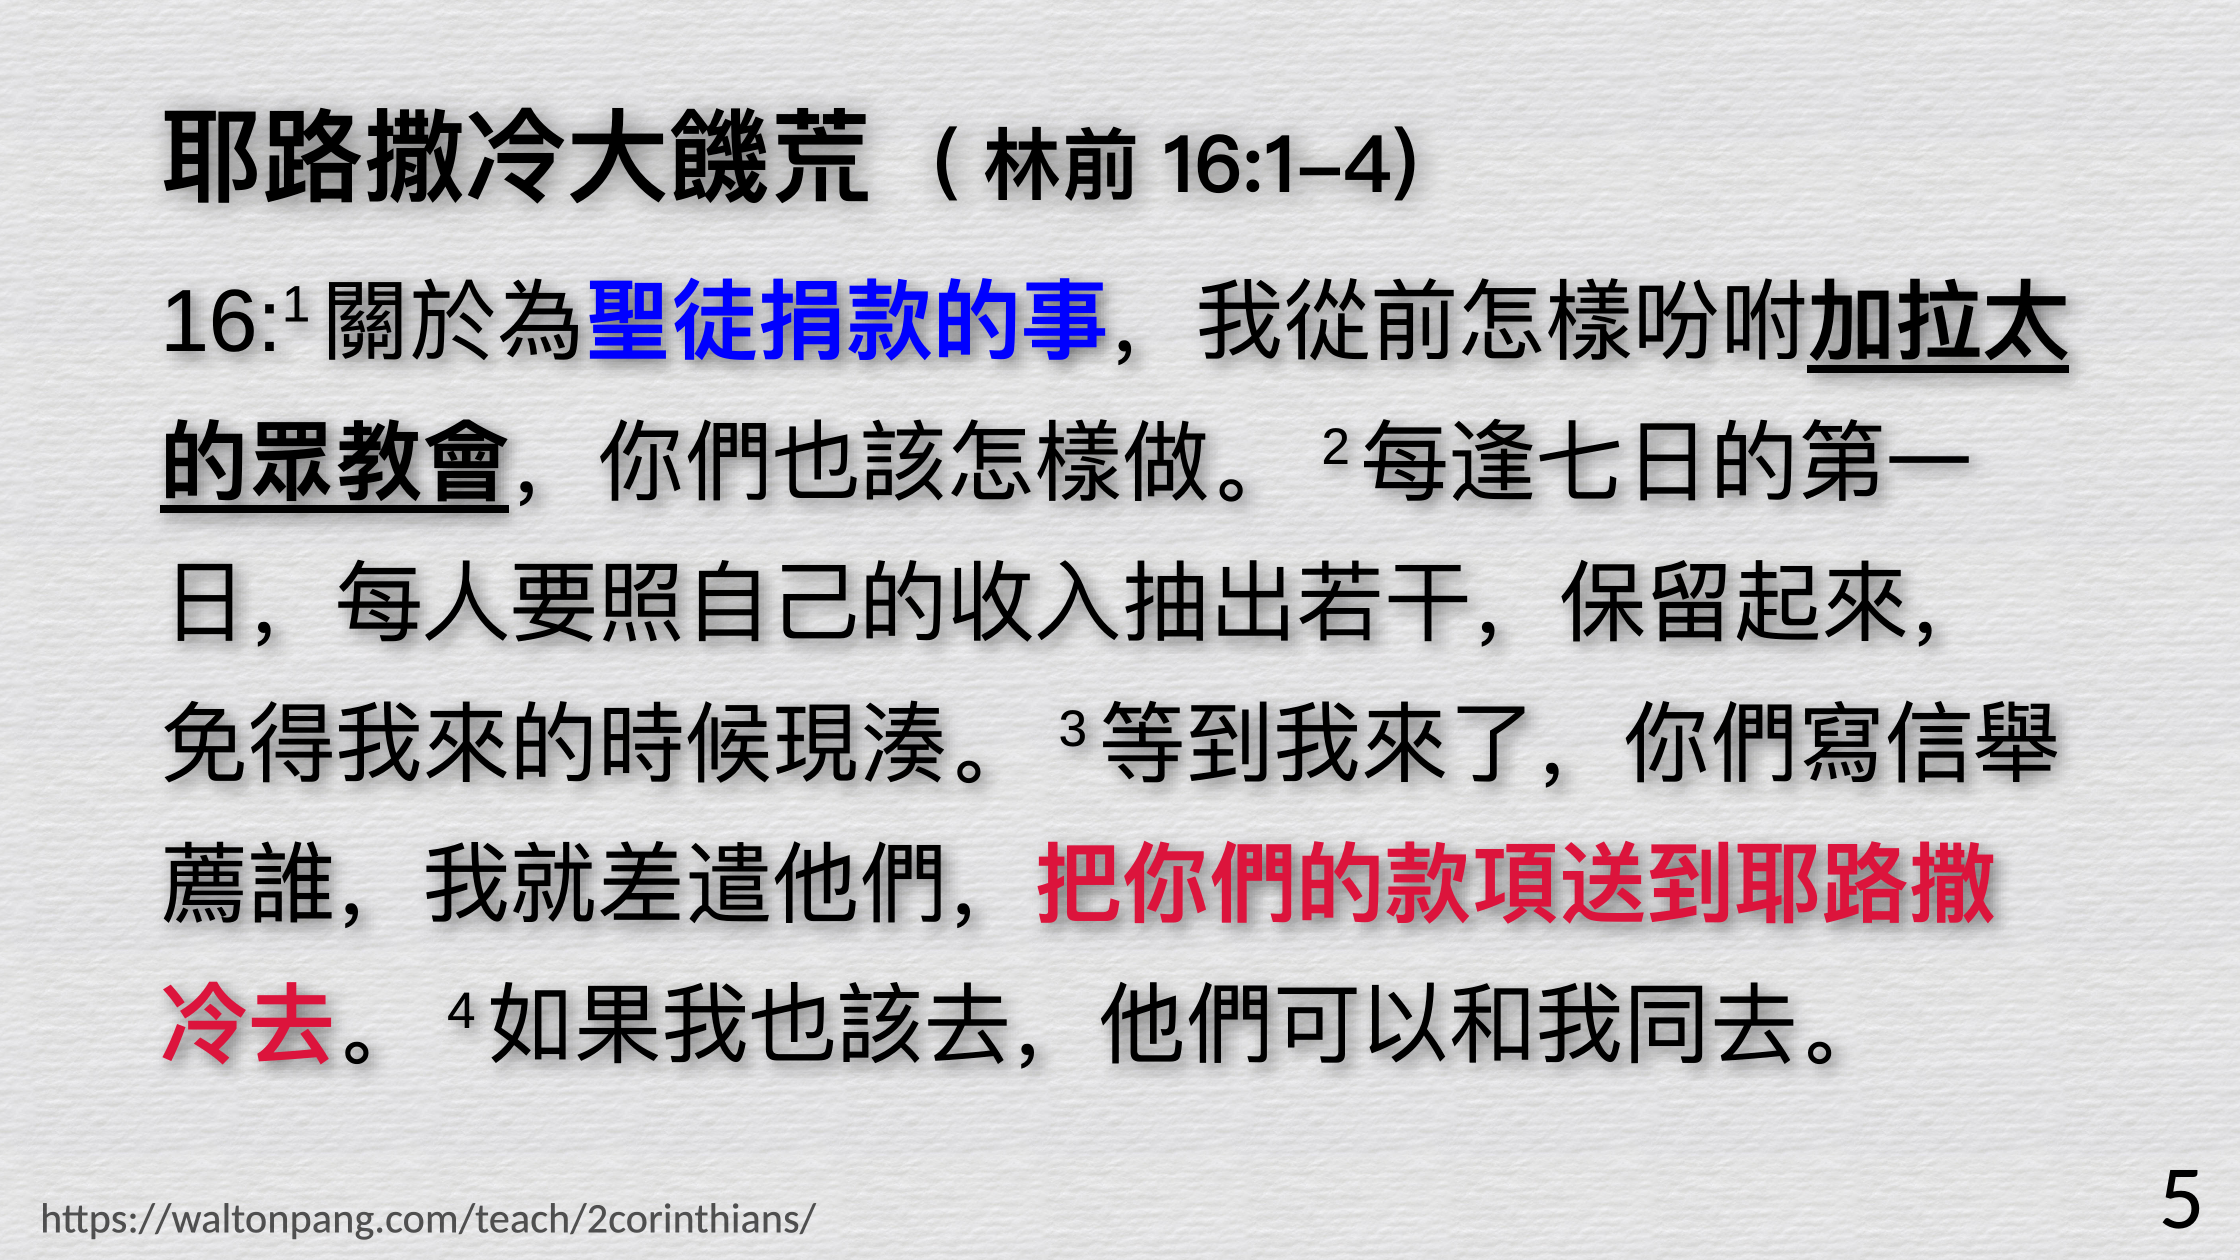 耶路撒冷大饑荒（林前 16:1–4）
16:1 關於為聖徒捐款的事，我從前怎樣吩咐加拉太
的眾教會，你們也該怎樣做。 2 每逢七日的第一
日，每人要照自己的收入抽出若干，保留起來，
免得我來的時候現湊。 3 等到我來了，你們寫信舉
薦誰，我就差遣他們，把你們的款項送到耶路撒
冷去。 4 如果我也該去，他們可以和我同去。
https://waltonpang.com/teach/2corinthians/
5